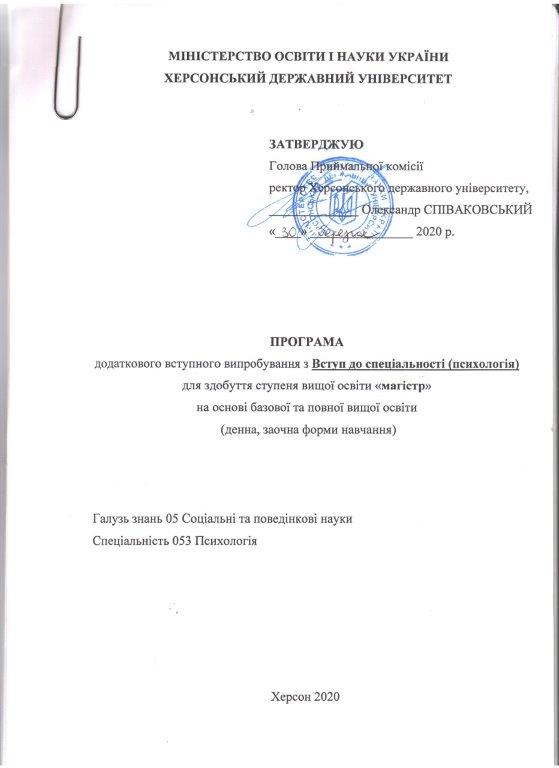 МІНІСТЕРСТВО ОСВІТИ І НАУКИ УКРАЇНИ
ХЕРСОНСЬКИЙ ДЕРЖАВНИЙ УНІВЕРСИТЕТ
ЗАТВЕРДЖУЮ
Голова Приймальної комісії
ректор Херсонського державного університету,
Олександр СПІВАКОВСЬКИЙ
«30» березня 2020 р.
ПРОГРАМА
додаткового вступного випробування з Вступ до спеціальності (психологія)
для здобуття ступеня вищої освіти «магістр»
на основі базової та повної вищої освіти
(денна, заочна форми навчання)
Галузь знань 05 Соціальні та поведінкові науки
Спеціальність 053 Психологія
Херсон 2020